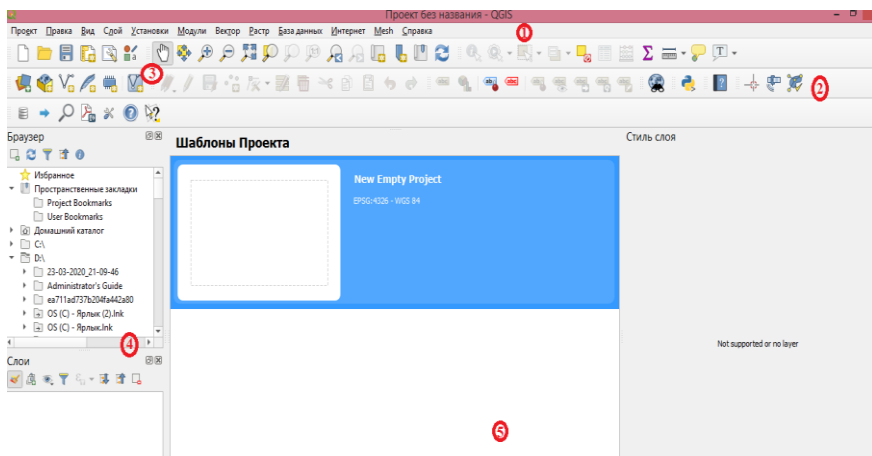 Проект без названия - QGIS
Проект Правка Вид Слой Установки Модули Вектор Растр База данных Интернет Mesh Справка
1
3
2
Браузер
Шаблоны Проекта
Стиль слоя
Избранное
Пространственные закладки
Project Bookmarks
User Bookmarks
Домашний каталог
C:\
D:\
23-03-2020_21-09-46
Administrator's Guide
ea711ad737b204fa442a80
OS (C) - Ярлык (2).lnk
OS (C) - Ярлык.lnk
New Empty Project
EPSG:4326 - WGS 84
4
Not supported or no layer
Слои
5